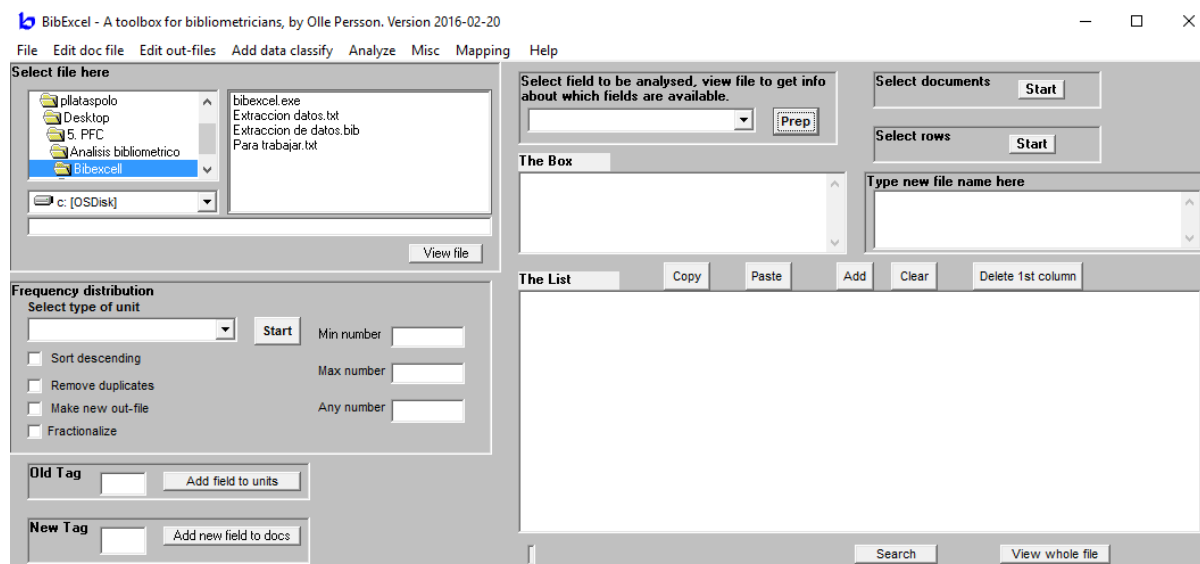 BibExcel - A toolbox for bibliometricians, by Olle Persson. Version 2016-02-20
File Edit doc file Edit out-files Add data classify Analyze Misc Mapping Help
Select file here
pllataspolo
Desktop
5. PFC
Analisis bibliometrico
Bibexcell
bibexcel.exe
Extraccion datos.txt
Extraccion de datos.bib
Para trabajar.txt
c: [OSDisk]
View file
Select field to be analysed, view file to get info
about which fields are available.
Prep
Select documents
Start
Select rows
Start
The Box
Type new file name here
Frequency distribution
Select type of unit
Start
Min number
Sort descending
Max number
Remove duplicates
Make new out-file
Any number
Fractionalize
The List
Copy
Paste
Add
Clear
Delete 1st column
Old Tag
Add field to units
New Tag
Add new field to docs
Search
View whole file